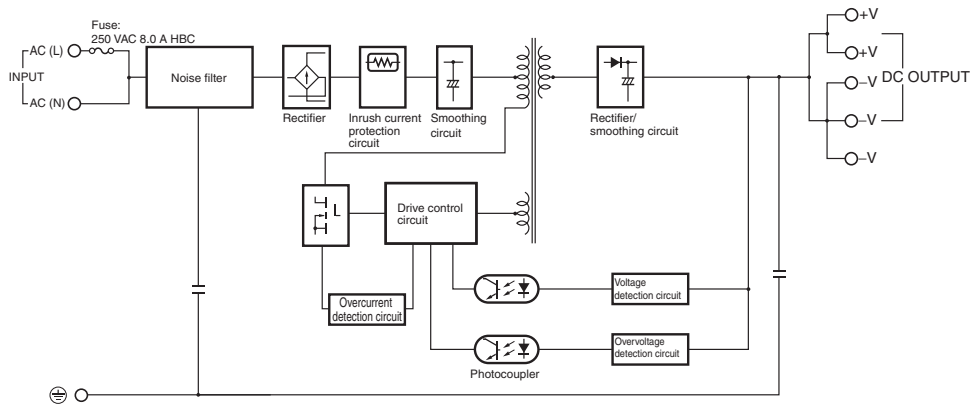 Fuse:
250 VAC 8.0 A HBC
AC (L)
INPUT
AC (N)
Noise filter
Rectifier
Inrush current
protection
circuit
Smoothing
circuit
Rectifier/
smoothing circuit
+V
+V
–V
DC OUTPUT
–V
–V
Drive control
circuit
Overcurrent
detection circuit
Voltage
detection circuit
Overvoltage
detection circuit
Photocoupler